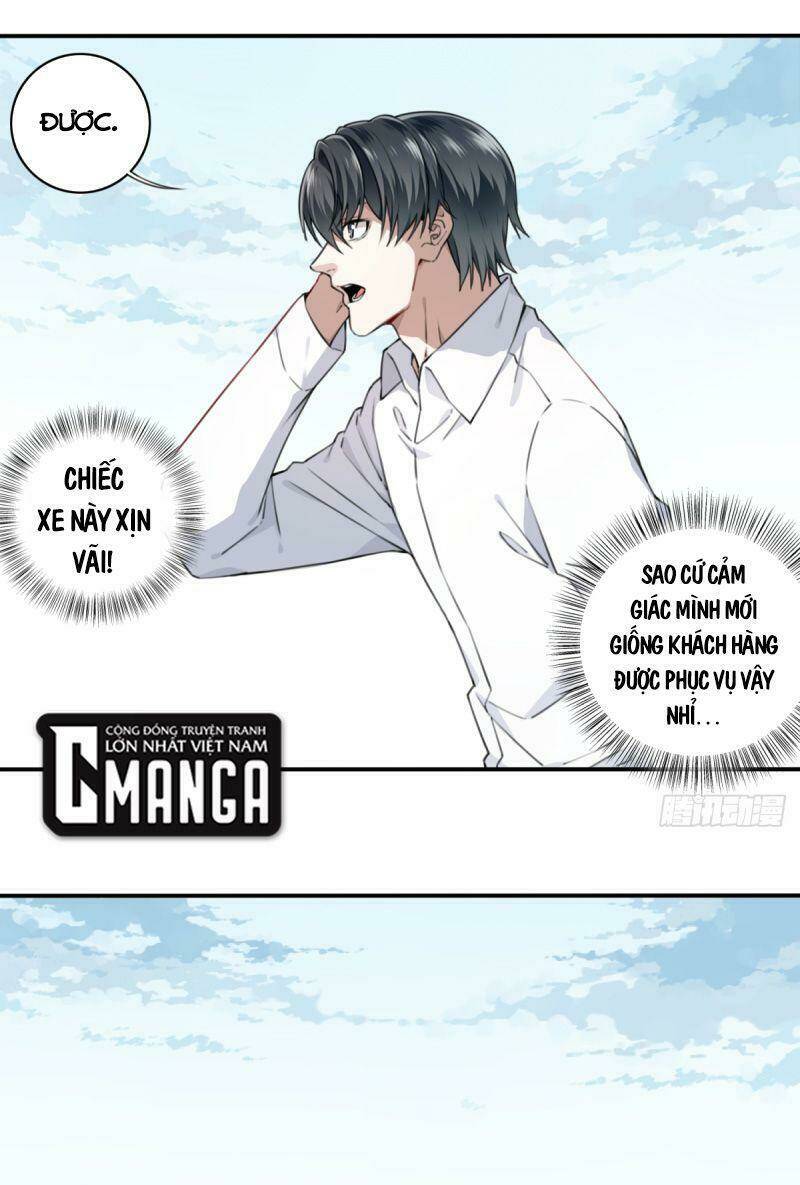 ĐƯỢC.
CHIẾC
XE NÀY XỊN
VÃI!
SAO CỨ CẢM
GIÁC MÌNH MỚI
GIỐNG KHÁCH HÀNG
ĐƯỢC PHỤC VỤ VẬY
NHỈ...
CỘNG ĐỒNG TRUYỆN TRANH
LỚN NHẤT VIỆT NAM
CMANGA
腾讯动漫